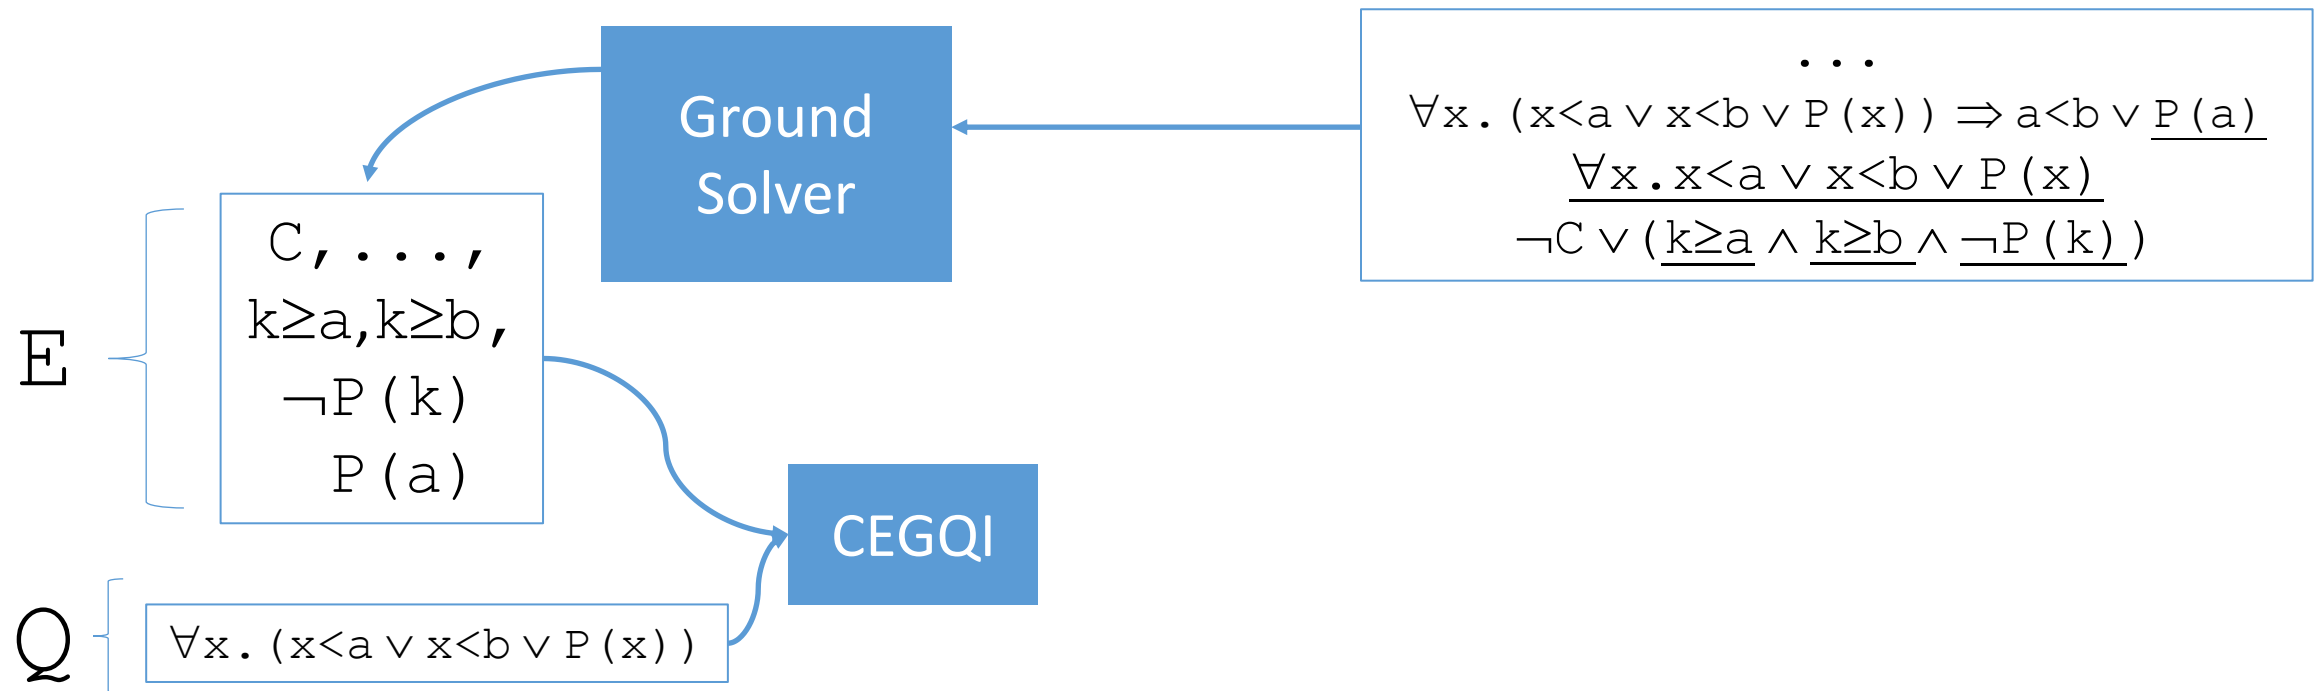 ...
∀x.(x<a ∨ x<b ∨ P(x)) ⇒ a<b ∨ P(a)
∀x.x<a ∨ x<b ∨ P(x)
¬C ∨ (k≥a ∧ k≥b ∧ ¬P(k))
Ground
Solver
C,...,
k≥a,k≥b,
¬P(k)
P(a)
E
CEGQI
Q
∀x.(x<a ∨ x<b ∨ P(x))